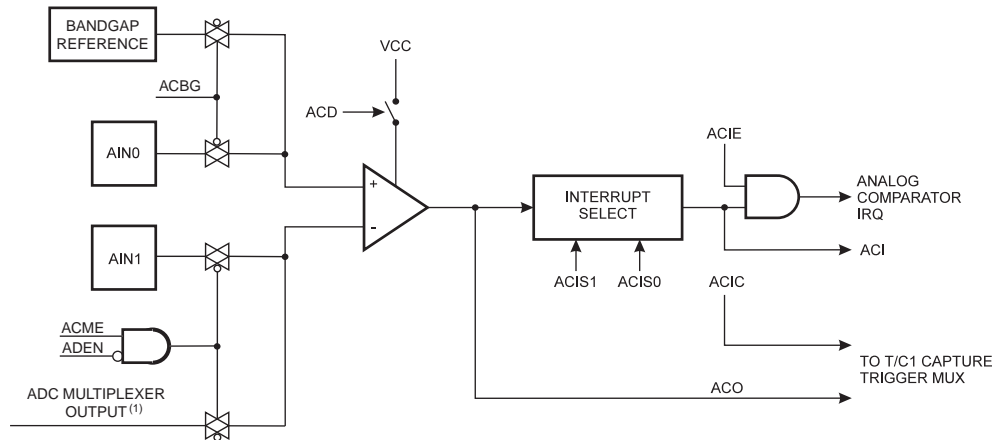 BANDGAP
REFERENCE
VCC
ACBG
ACD
AIN0
ACIE
+
INTERRUPT
SELECT
ANALOG
COMPARATOR
IRQ
-
AIN1
ACI
ACIS1
ACIS0
ACIC
ACME
ADEN
TO T/C1 CAPTURE
TRIGGER MUX
ADC MULTIPLEXER
OUTPUT (1)
ACO